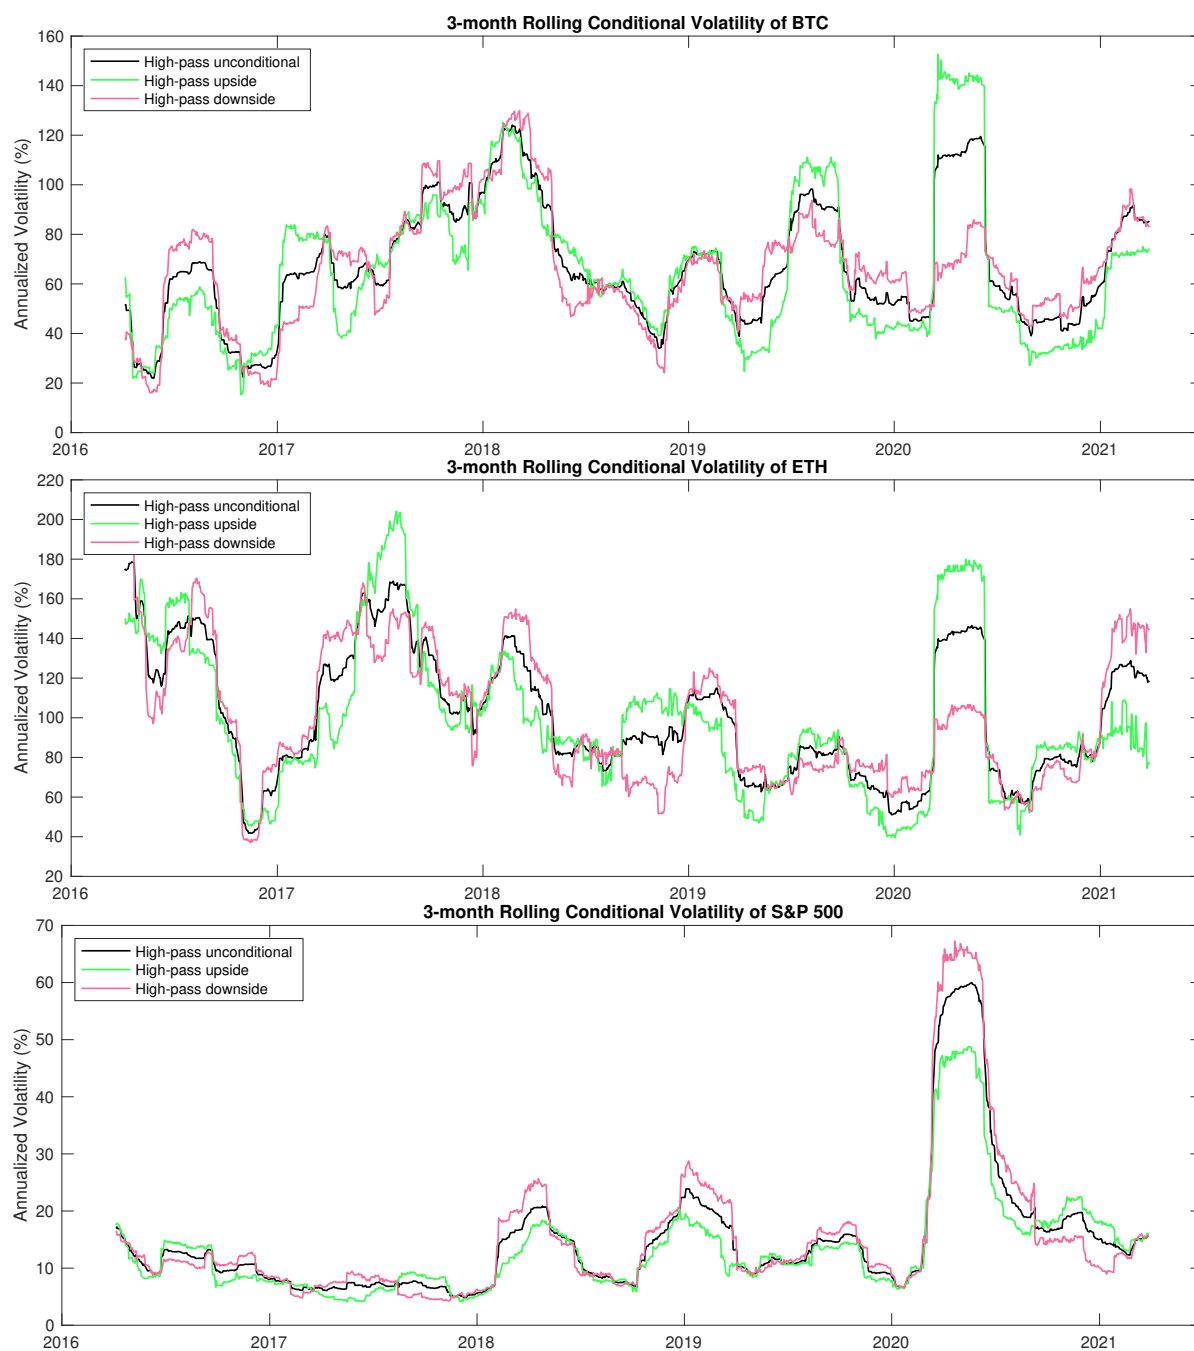 3-month Rolling Conditional Volatility of BTC
160
140
120
100
80
60
40
20
0
Annualized Volatility (%)
High-pass unconditional
High-pass upside
High-pass downside
2016 2017 2018 2019 2020 2021
3-month Rolling Conditional Volatility of ETH
220
200
180
160
140
120
100
80
60
40
20
Annualized Volatility (%)
High-pass unconditional
High-pass upside
High-pass downside
2016 2017 2018 2019 2020 2021
3-month Rolling Conditional Volatility of S&P 500
70
60
50
40
30
20
10
0
Annualized Volatility (%)
High-pass unconditional
High-pass upside
High-pass downside
2016 2017 2018 2019 2020 2021